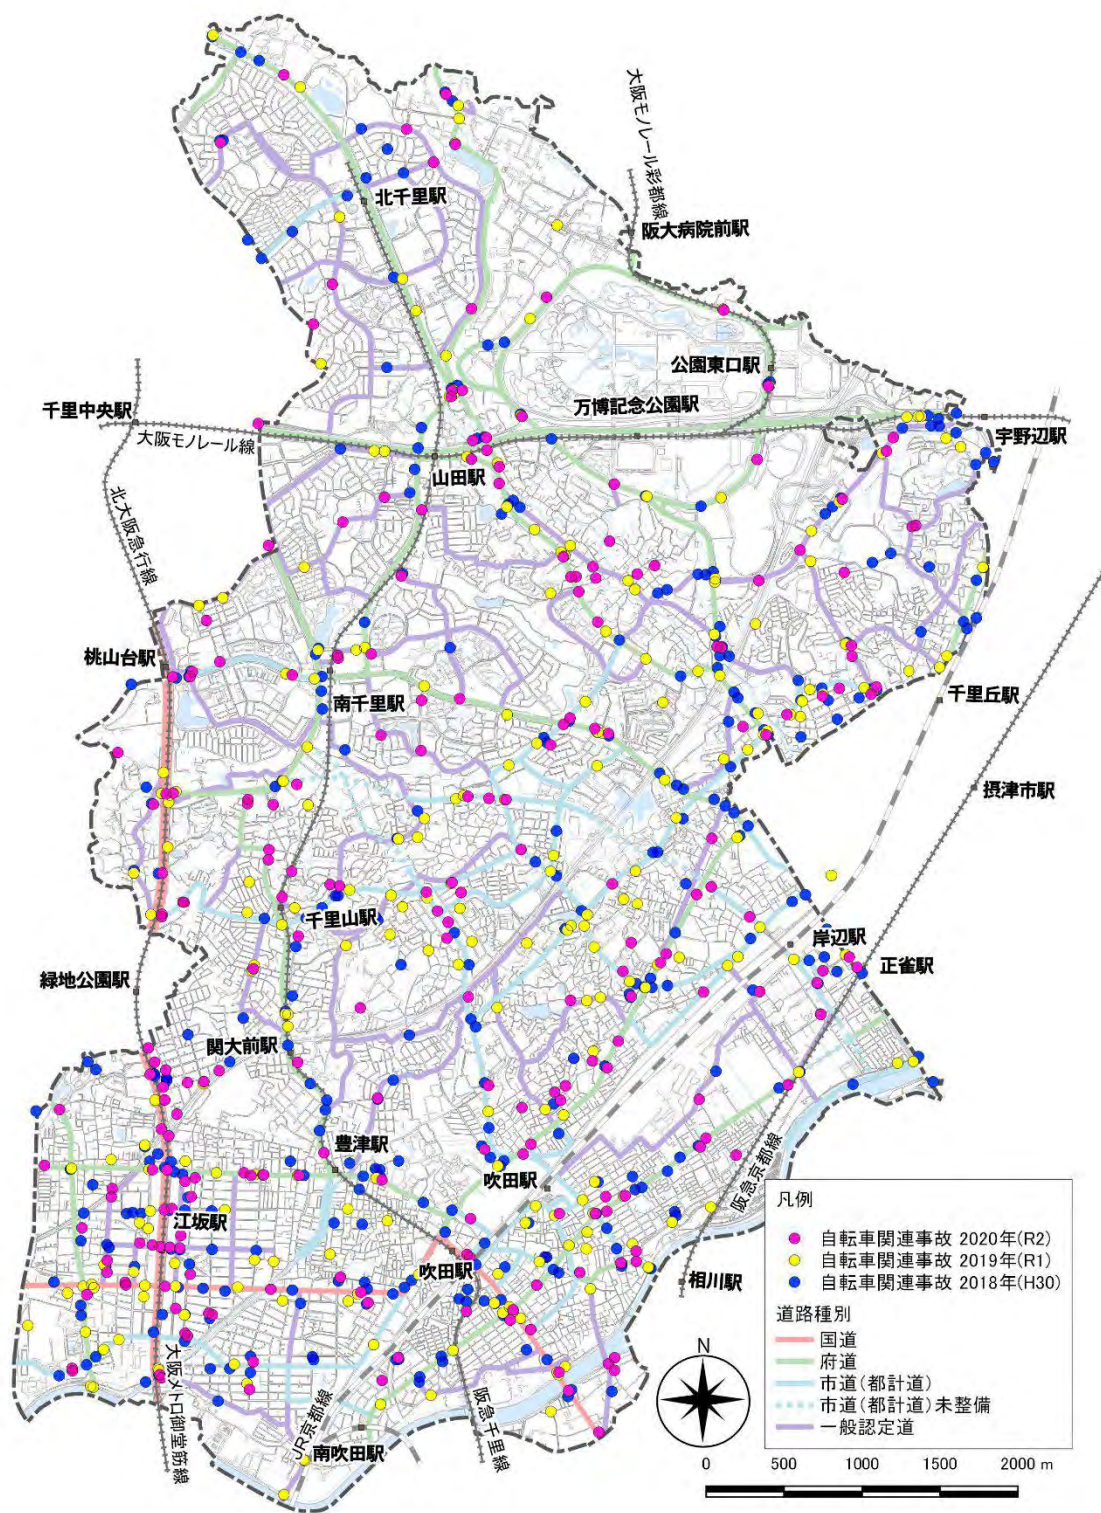 大阪モノレール彩都線
北千里駅
阪大病院前駅
公園東口駅
万博記念公園駅
千里中央駅
大阪モノレール線
宇野辺駅
山田駅
北大阪急行線
桃山台駅
南千里駅
千里丘駅
摂津市駅
千里山駅
岸辺駅
正雀駅
緑地公園駅
関大前駅
豊津駅
吹田駅
阪急京都線
江坂駅
吹田駅
相川駅
大阪メトロ御堂筋線
JR京都線
南吹田駅
阪急千里線
凡例
自転車関連事故 2020年(R2)
自転車関連事故 2019年(R1)
自転車関連事故 2018年(H30)
道路種別
国道
府道
市道(都計道)
市道(都計道)未整備
一般認定道
N
0 500 1000 1500 2000 m